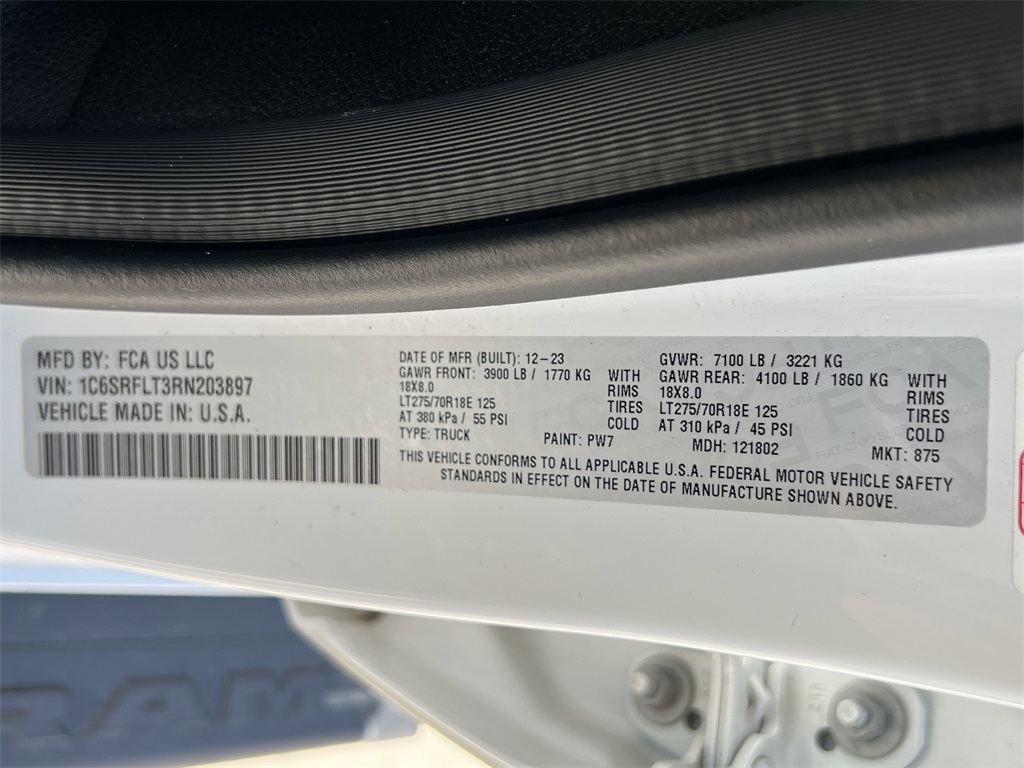 MFD BY: FCA US LLC
VIN: 1C6SRFLT3RN203897
VEHICLE MADE IN: U.S.A.
DATE OF MFR (BUILT): 12-23
GAWR FRONT: 3900 LB / 1770 KG WITH
18X8.0 RIMS
LT275/70R18E 125 TIRES
AT 380 kPa / 55 PSI COLD
TYPE: TRUCK PAINT: PW7
GVWR: 7100 LB / 3221 KG
GAWR REAR: 4100 LB / 1860 KG WITH
18X8.0 RIMS
LT275/70R18E 125 TIRES
AT 310 kPa / 45 PSI COLD
MDH: 121802 MKT: 875
THIS VEHICLE CONFORMS TO ALL APPLICABLE U.S.A. FEDERAL MOTOR VEHICLE SAFETY
STANDARDS IN EFFECT ON THE DATE OF MANUFACTURE SHOWN ABOVE.
RAM